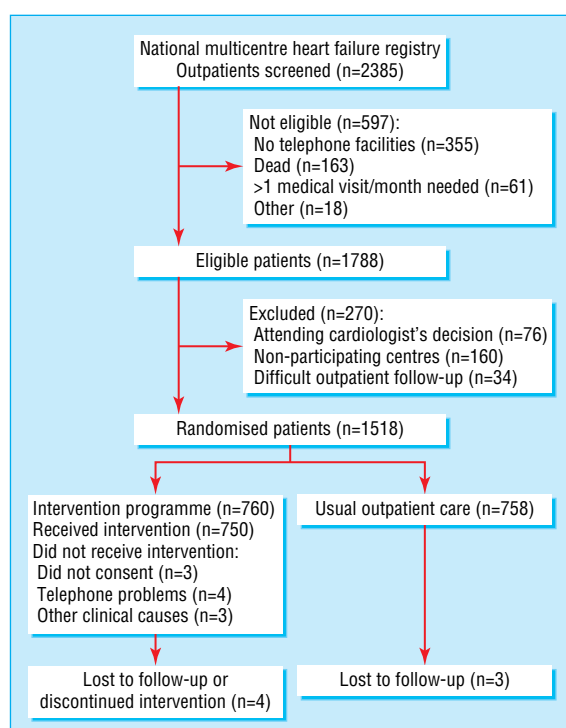 National multicentre heart failure registry
Outpatients screened (n=2385)
Not eligible (n=597):
No telephone facilities (n=355)
Dead (n=163)
>1 medical visit/month needed (n=61)
Other (n=18)
Eligible patients (n=1788)
Excluded (n=270):
Attending cardiologist's decision (n=76)
Non-participating centres (n=160)
Difficult outpatient follow-up (n=34)
Randomised patients (n=1518)
Intervention programme (n=760)
Received intervention (n=750)
Did not receive intervention:
Did not consent (n=3)
Telephone problems (n=4)
Other clinical causes (n=3)
Usual outpatient care (n=758)
Lost to follow-up or
discontinued intervention (n=4)
Lost to follow-up (n=3)